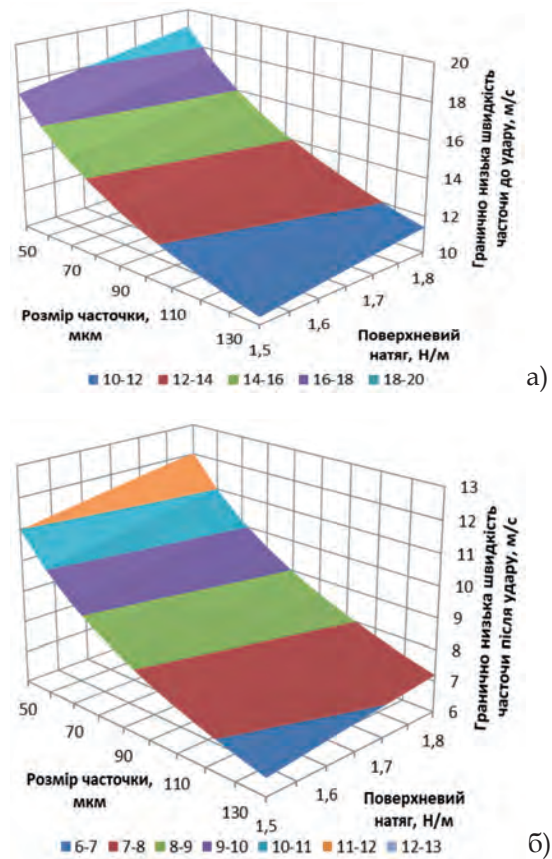 20
18
16
14
12
10
Гранично низька швидкість
часточи до удару, м/с
50
70
90
110
130
Розмір часточки,
мкм
1,5
1,6
1,7
1,8
Поверхневий
натяг, Н/м
10-12 12-14 14-16 16-18 18-20
а)
13
12
11
10
9
8
7
6
Гранично низька швидкість
часточи після удару, м/с
50
70
90
110
130
Розмір часточки,
мкм
1,5
1,6
1,7
1,8
Поверхневий
натяг, Н/м
6-7 7-8 8-9 9-10 10-11 11-12 12-13
б)